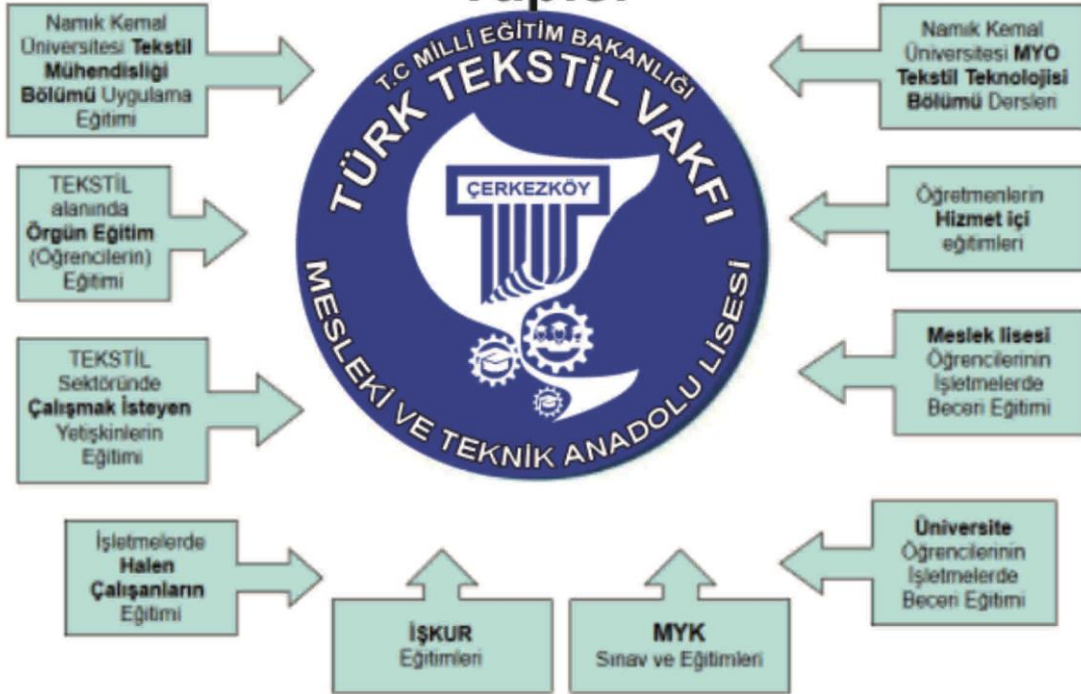 Namık Kemal
Üniversitesi Tekstil
Mühendisliği
Bölümü Uygulama
Eğitimi
TEKSTİL
alanında
Örgün Eğitim
(Öğrencilerin)
Eğitimi
TEKSTİL
Sektöründe
Çalışmak İsteyen
Yetişkinlerin
Eğitimi
İşletmelerde
Halen
Çalışanların
Eğitimi
T.C MİLLİ EĞİTİM BAKANLIĞI
TÜRK TEKSTİL VAKFI
ÇERKEZKÖY
MESLEKİ VE TEKNİK ANADOLU LİSESİ
İŞKUR
Eğitimleri
MYK
Sınav ve Eğitimleri
Namık Kemal
Üniversitesi MYO
Tekstil Teknolojisi
Bölümü Dersleri
Öğretmenlerin
Hizmet içi
eğitimleri
Meslek lisesi
Öğrencilerinin
İşletmelerde
Beceri Eğitimi
Üniversite
Öğrencilerinin
İşletmelerde
Beceri Eğitimi